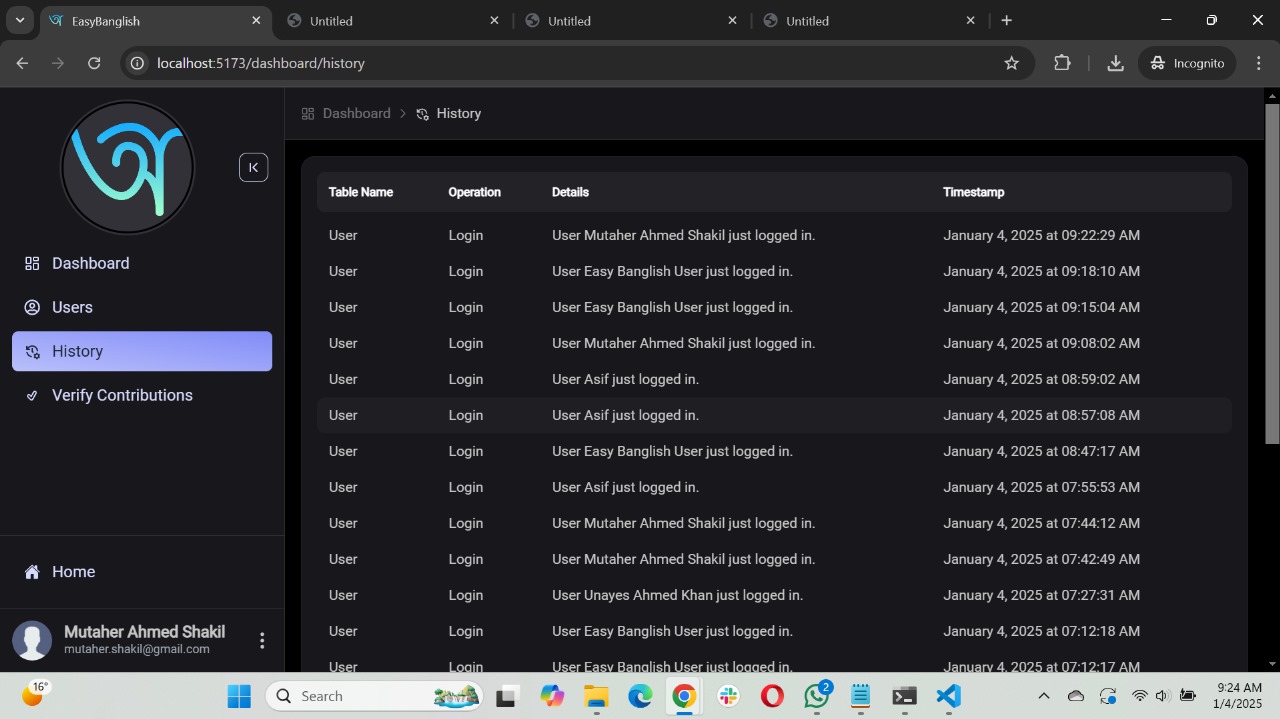 EasyBanglish
Untitled
Untitled
Untitled
localhost:5173/dashboard/history
Incognito
অ
Dashboard
Users
History
Verify Contributions
Home
Mutaher Ahmed Shakil
mutaher.shakil@gmail.com
Dashboard > History
Table Name Operation Details Timestamp
User Login User Mutaher Ahmed Shakil just logged in. January 4, 2025 at 09:22:29 AM
User Login User Easy Banglish User just logged in. January 4, 2025 at 09:18:10 AM
User Login User Easy Banglish User just logged in. January 4, 2025 at 09:15:04 AM
User Login User Mutaher Ahmed Shakil just logged in. January 4, 2025 at 09:08:02 AM
User Login User Asif just logged in. January 4, 2025 at 08:59:02 AM
User Login User Asif just logged in. January 4, 2025 at 08:57:08 AM
User Login User Easy Banglish User just logged in. January 4, 2025 at 08:47:17 AM
User Login User Asif just logged in. January 4, 2025 at 07:55:53 AM
User Login User Mutaher Ahmed Shakil just logged in. January 4, 2025 at 07:44:12 AM
User Login User Mutaher Ahmed Shakil just logged in. January 4, 2025 at 07:42:49 AM
User Login User Unayes Ahmed Khan just logged in. January 4, 2025 at 07:27:31 AM
User Login User Easy Banglish User just logged in. January 4, 2025 at 07:12:18 AM
User Login User Easy Banglish User just logged in. January 4, 2025 at 07:12:17 AM
16°
Search
2
9:24 AM
1/4/2025